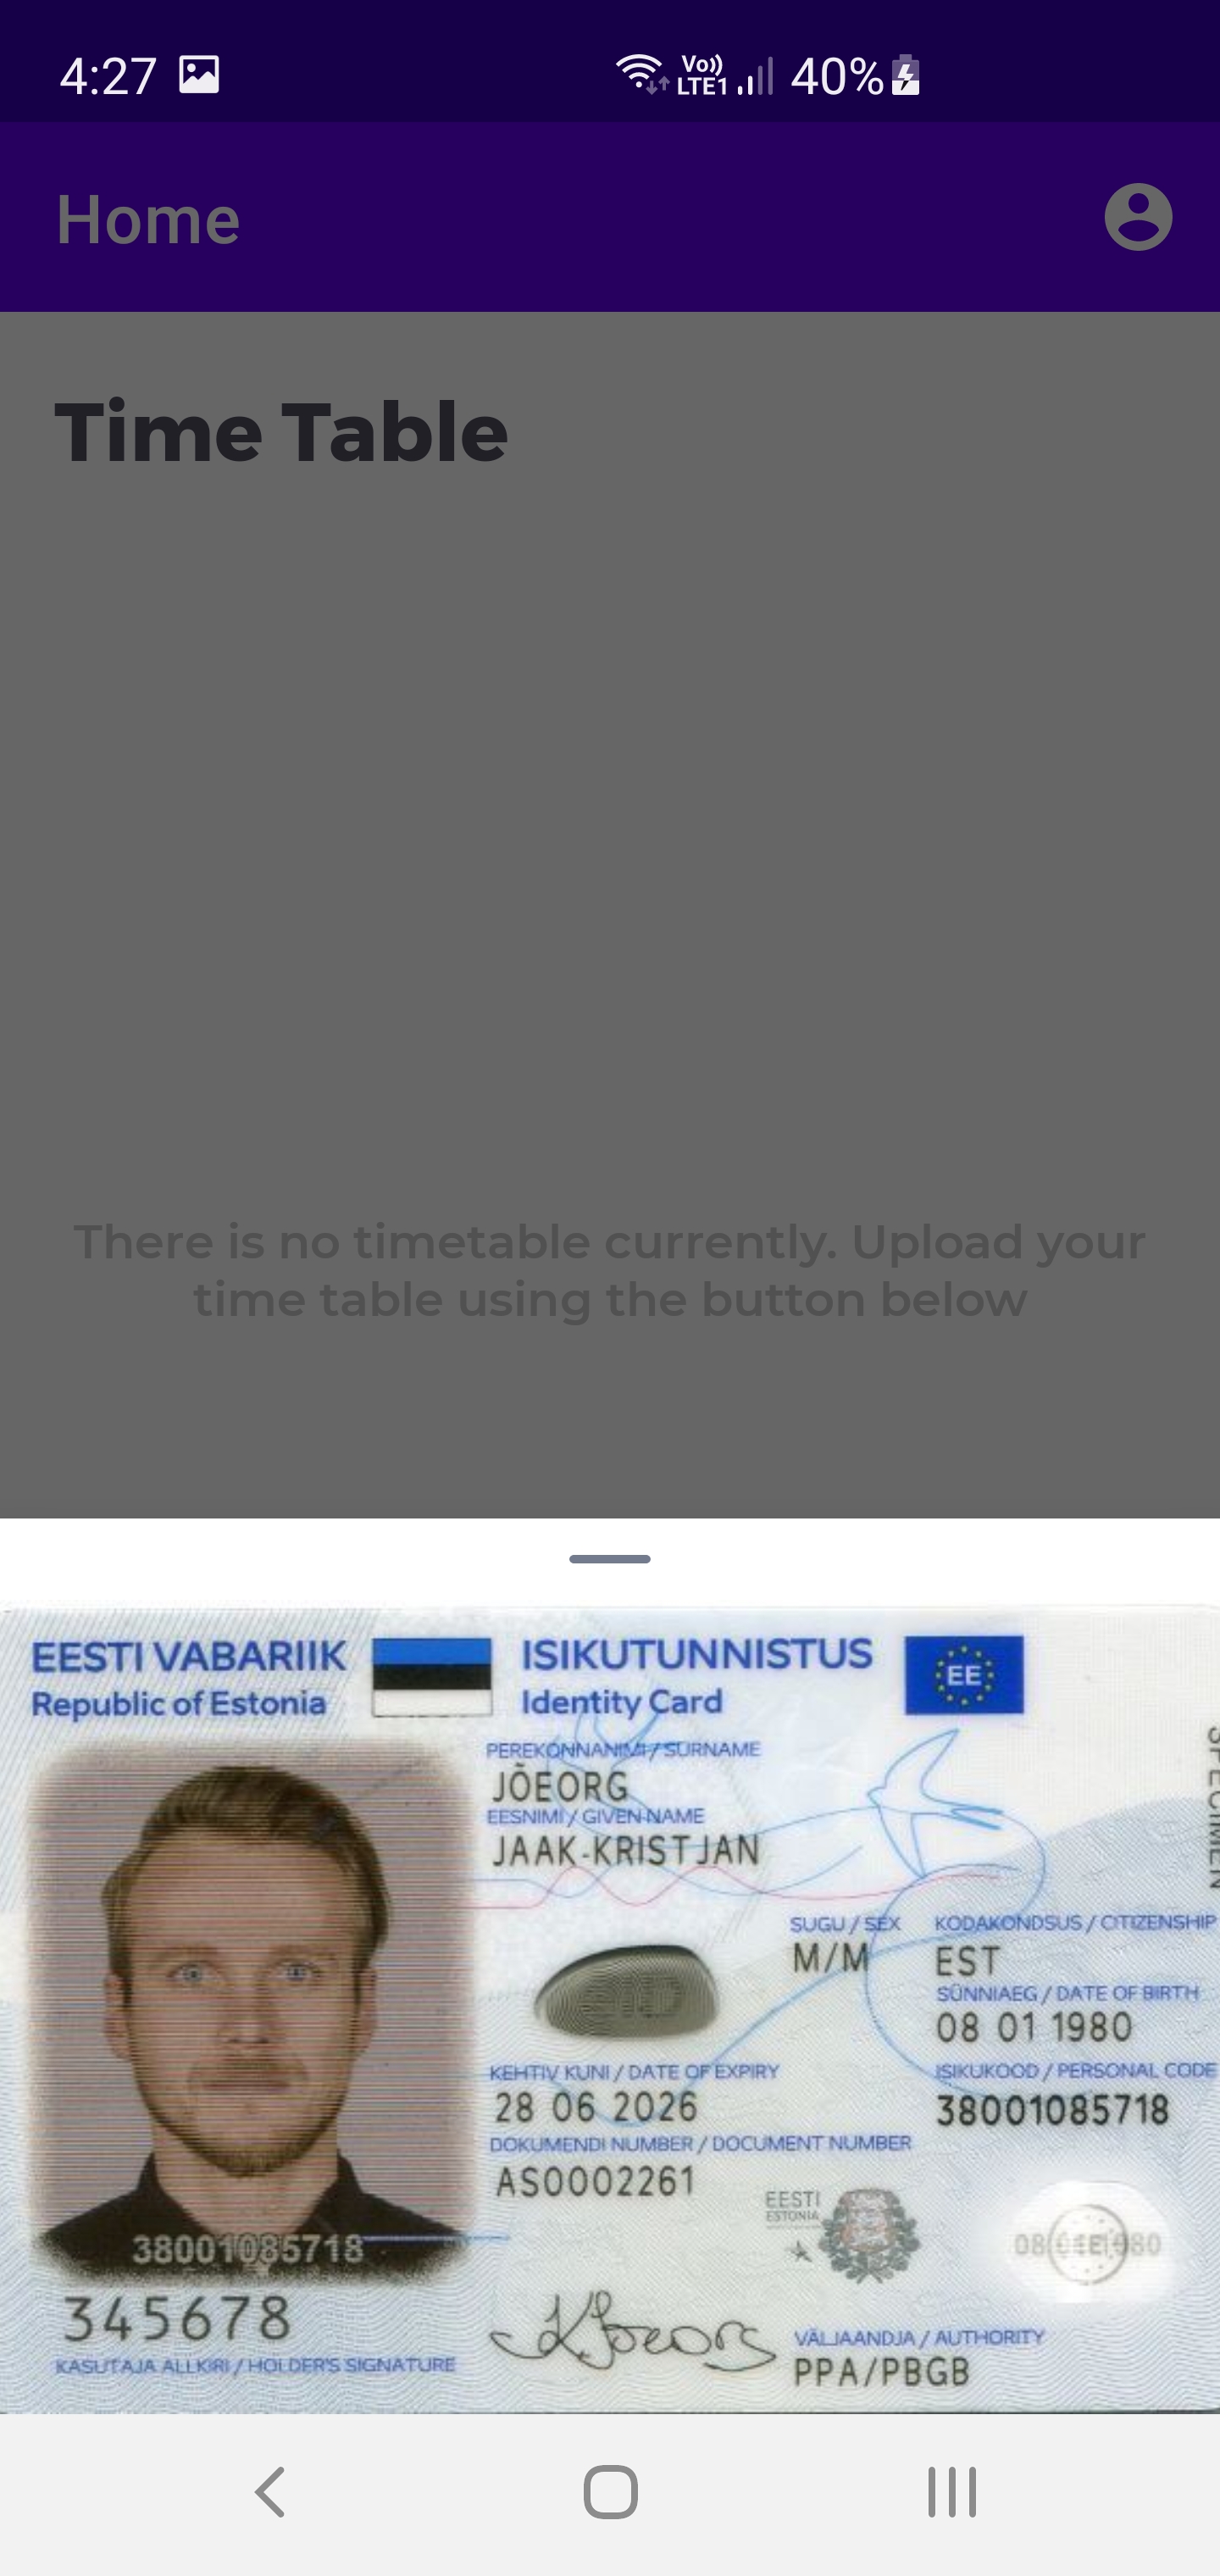 4:27
Vo)) LTE1 40%
Home
Time Table
There is no timetable currently. Upload your
time table using the button below
EESTI VABARIIK
Republic of Estonia
ISIKUTUNNISTUS
Identity Card
EE
SPECIMEN
PEREKONNANIMI / SURNAME
JÕEORG
EESNIMI / GIVEN NAME
JAAK-KRISTJAN
SUGU / SEX
M/M
KODAKONDSUS / CITIZENSHIP
EST
SÜNNIAEG / DATE OF BIRTH
08 01 1980
KEHTIV KUNI / DATE OF EXPIRY
28 06 2026
ISIKUKOOD / PERSONAL CODE
38001085718
DOKUMENDI NUMBER / DOCUMENT NUMBER
AS0002261
EESTI
ESTONIA
38001085718
345678
KASUTAJA ALLKIRI / HOLDER'S SIGNATURE
VÄLJAANDJA / AUTHORITY
PPA/PBGB